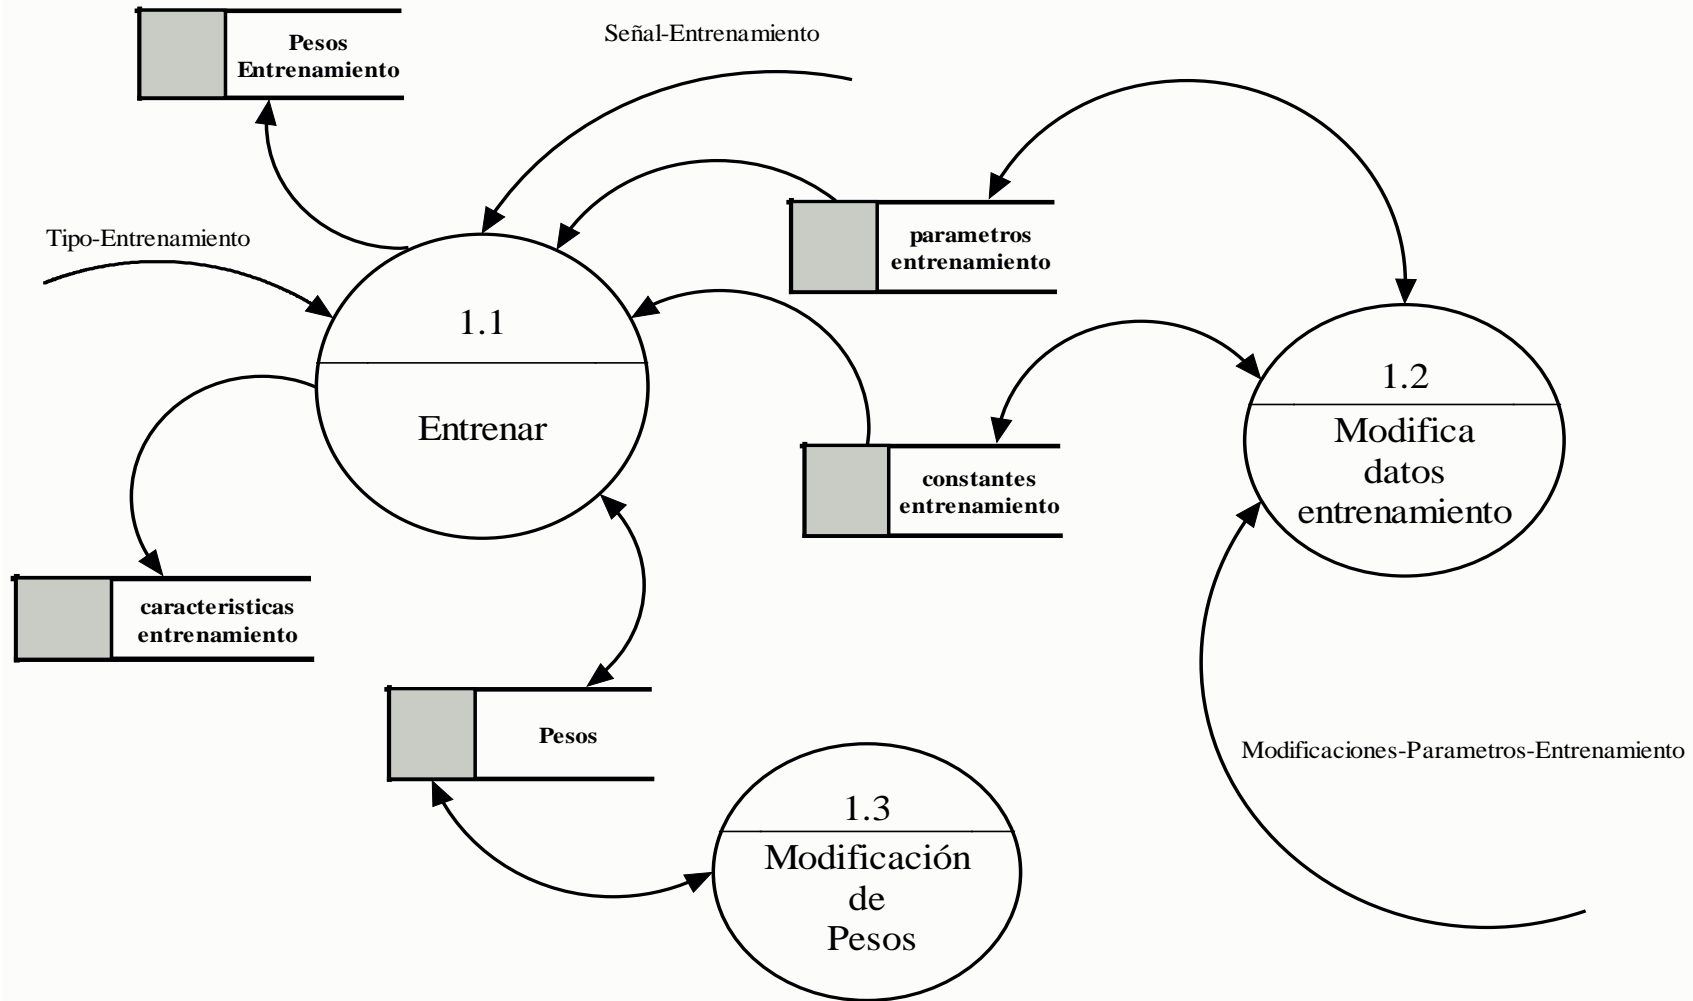 Señal-Entrenamiento
Pesos
Entrenamiento
Tipo-Entrenamiento
parametros
entrenamiento
1.1
Entrenar
1.2
Modifica
datos
entrenamiento
constantes
entrenamiento
caracteristicas
entrenamiento
Pesos
Modificaciones-Parametros-Entrenamiento
1.3
Modificación
de
Pesos